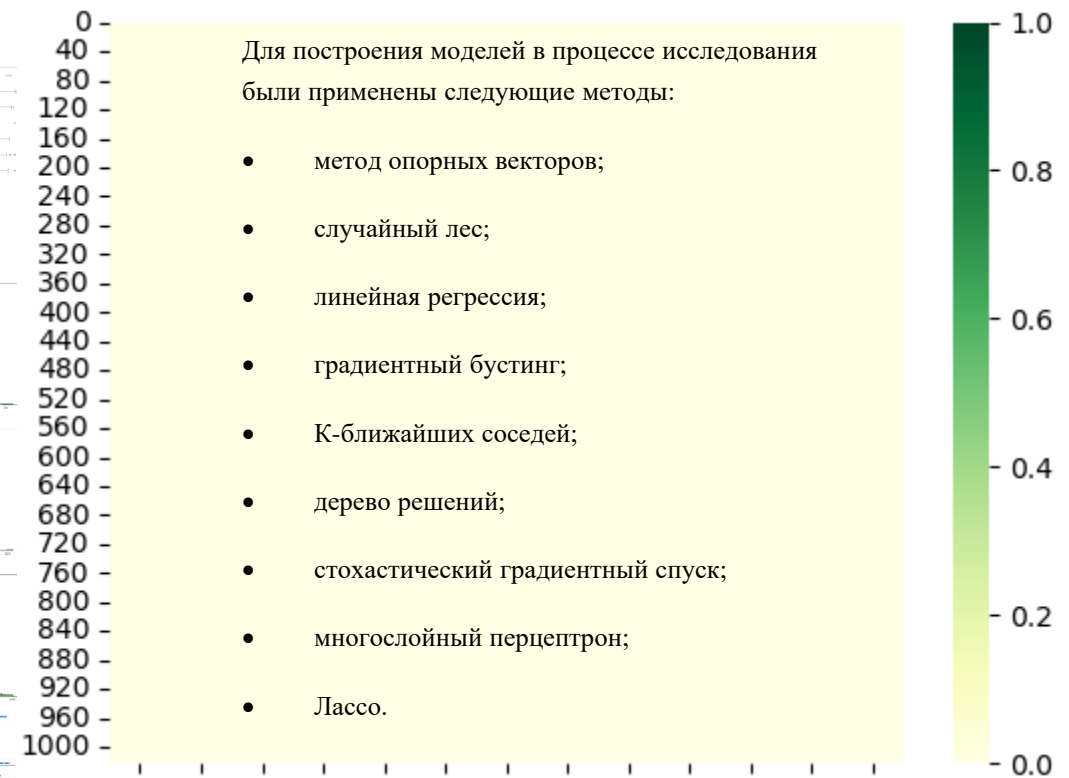 0
40
80
120
160
200
240
280
320
360
400
440
480
520
560
600
640
680
720
760
800
840
880
920
960
1000
Для построения моделей в процессе исследования
были применены следующие методы:
• метод опорных векторов;
• случайный лес;
• линейная регрессия;
• градиентный бустинг;
• К-ближайших соседей;
• дерево решений;
• стохастический градиентный спуск;
• многослойный перцептрон;
• Лассо.
1.0
0.8
0.6
0.4
0.2
0.0